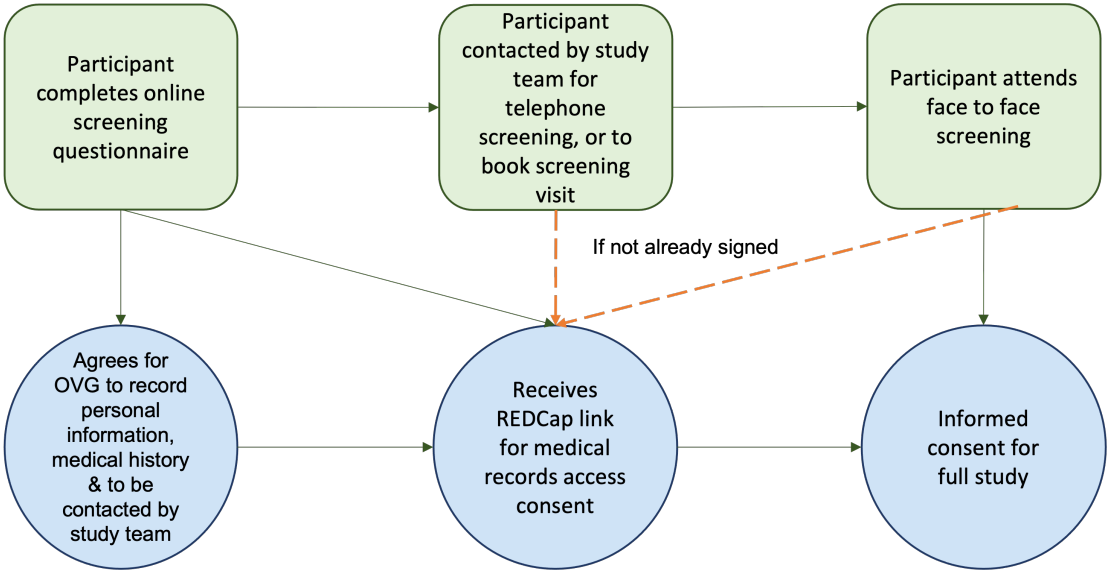 Participant
completes online
screening
questionnaire
Participant
contacted by study
team for
telephone
screening, or to
book screening
visit
Participant attends
face to face
screening
If not already signed
Agrees for
OVG to record
personal
information,
medical history
& to be
contacted by
study team
Receives
REDCap link
for medical
records access
consent
Informed
consent for
full study